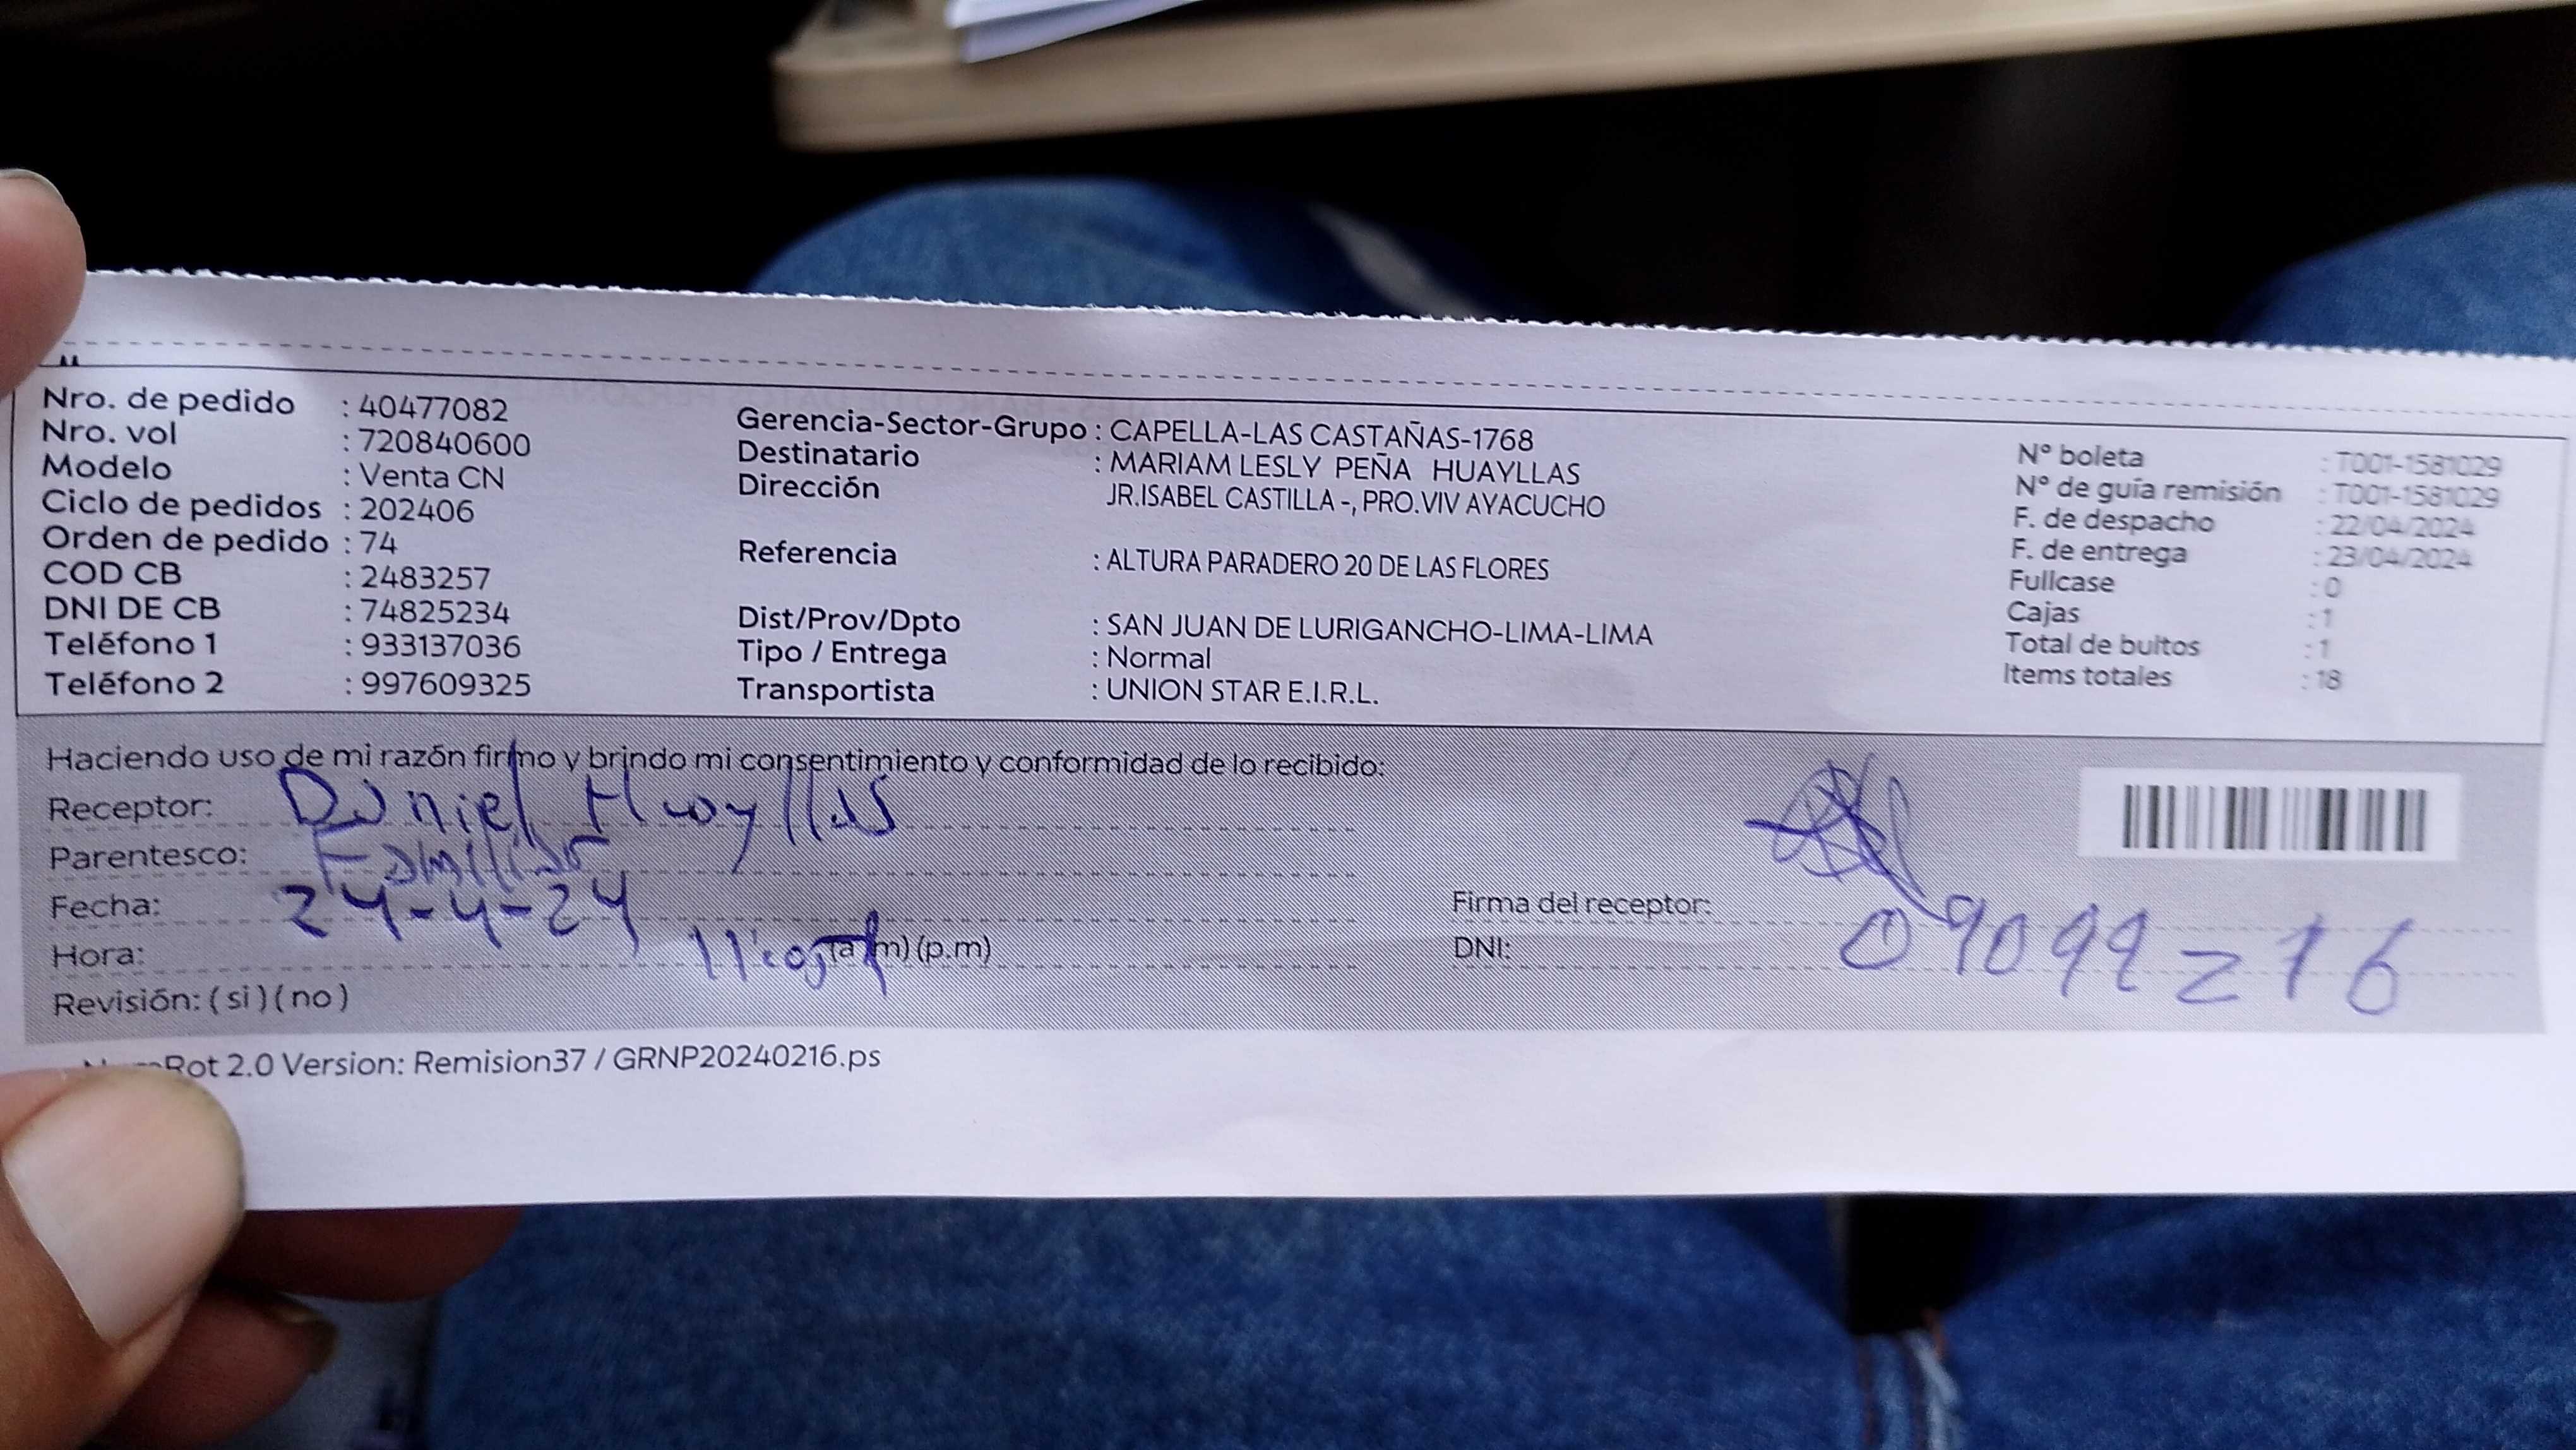 Nro. de pedido : 40477082
Nro. vol : 720840600
Modelo : Venta CN
Ciclo de pedidos : 202406
Orden de pedido : 74
COD CB : 2483257
DNI DE CB : 74825234
Teléfono 1 : 933137036
Teléfono 2 : 997609325
Gerencia-Sector-Grupo : CAPELLA-LAS CASTAÑAS-1768
Destinatario : MARIAM LESLY PEÑA HUAYLLAS
Dirección JR.ISABEL CASTILLA -, PRO.VIV AYACUCHO
Referencia : ALTURA PARADERO 20 DE LAS FLORES
Dist/Prov/Dpto : SAN JUAN DE LURIGANCHO-LIMA-LIMA
Tipo / Entrega : Normal
Transportista : UNION STAR E.I.R.L.
N° boleta : T001-1581029
N° de guía remisión : T001-1581029
F. de despacho : 22/04/2024
F. de entrega : 23/04/2024
Fullcase : 0
Cajas : 1
Total de bultos : 1
Items totales : 18
Haciendo uso de mi razón firmo y brindo mi consentimiento y conformidad de lo recibido:
Receptor: Daniel Huayllas
Parentesco: Familiar
Fecha: 24-4-24
Hora: (a.m) (p.m)
Revisión: ( si ) ( no )
Firma del receptor:
DNI: 09099216
2.0 Version: Remision37 / GRNP20240216.ps